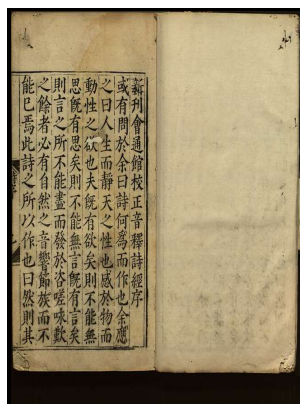 新刊會通館校正音釋詩經序
或有問於余曰詩何爲而作也余應
之曰人生而靜天之性也感於物而
動性之欲也夫既有欲矣則不能無
思既有思矣則不能無言既有言矣
則言之所不能盡而發於咨嗟咏歎
之餘者必有自然之音響節族而不
能已焉此詩之所以作也曰然則其